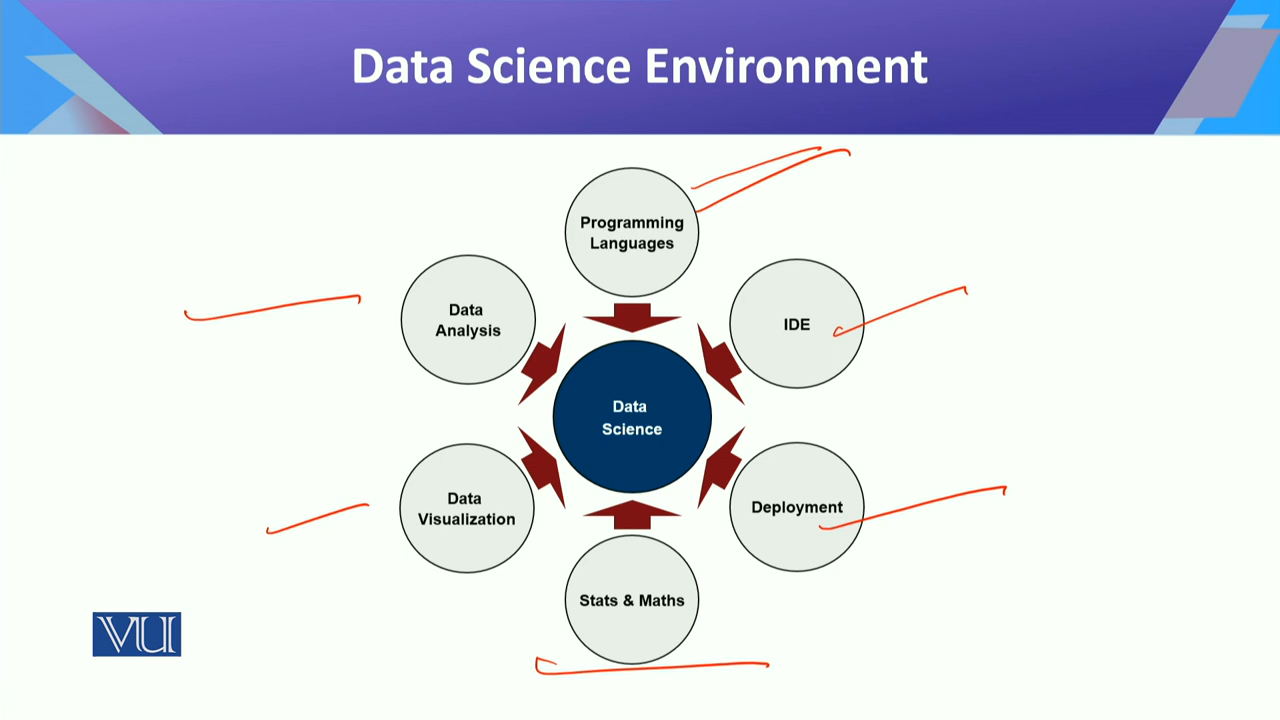 Data Science Environment
Programming
Languages
Data
Analysis
IDE
Data
Science
Data
Visualization
Deployment
Stats & Maths
VU